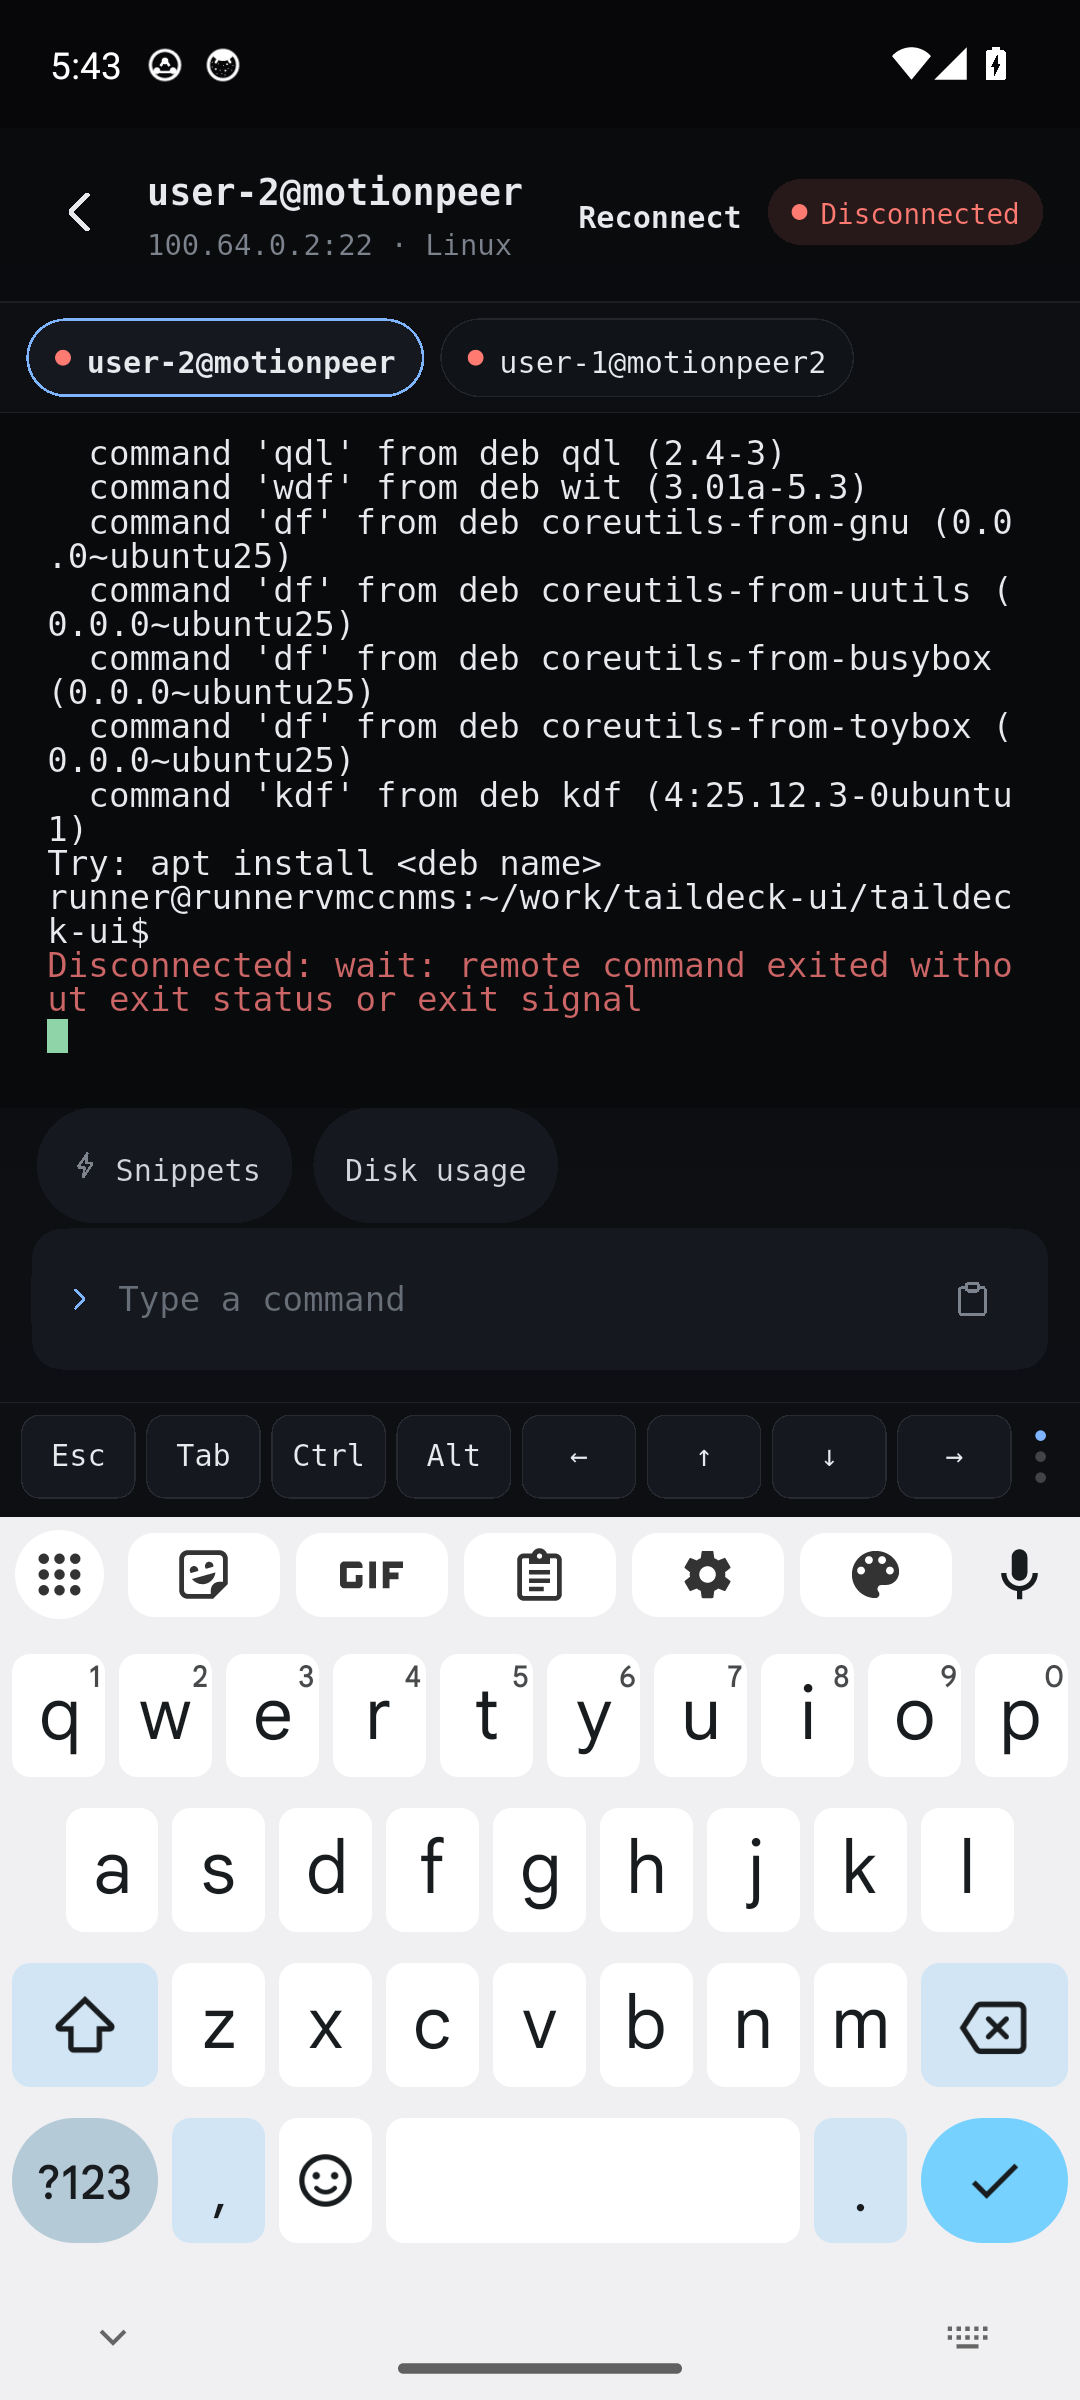 5:43
user-2@motionpeer
100.64.0.2:22 · Linux
Reconnect
Disconnected
user-2@motionpeer
user-1@motionpeer2
command 'qdl' from deb qdl (2.4-3)
command 'wdf' from deb wit (3.01a-5.3)
command 'df' from deb coreutils-from-gnu (0.0
.0~ubuntu25)
command 'df' from deb coreutils-from-uutils (
0.0.0~ubuntu25)
command 'df' from deb coreutils-from-busybox
(0.0.0~ubuntu25)
command 'df' from deb coreutils-from-toybox (
0.0.0~ubuntu25)
command 'kdf' from deb kdf (4:25.12.3-0ubuntu
1)
Try: apt install <deb name>
runner@runnervmccnms:~/work/taildeck-ui/taildec
k-ui$
Disconnected: wait: remote command exited witho
ut exit status or exit signal
Snippets
Disk usage
Type a command
Esc Tab Ctrl Alt ← ↑ ↓ →
GIF
q 1 w 2 e 3 r 4 t 5 y 6 u 7 i 8 o 9 p 0
a s d f g h j k l
z x c v b n m
?123 , .